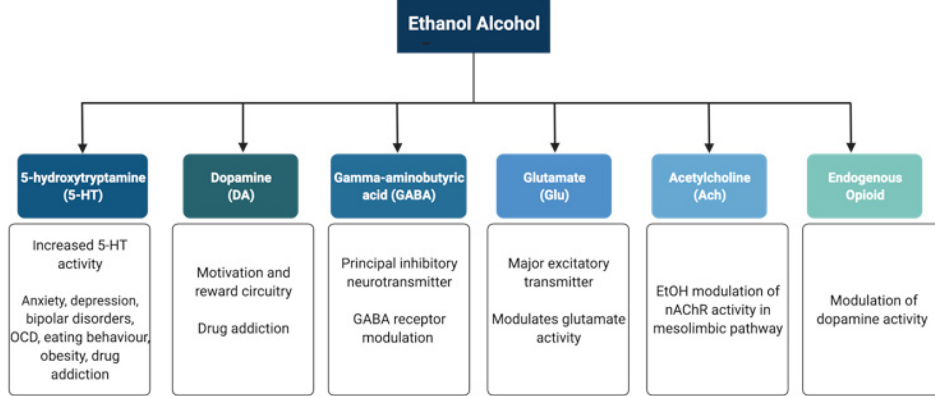 Ethanol Alcohol
5-hydroxytryptamine
(5-HT)
Dopamine
(DA)
Gamma-aminobutyric
acid (GABA)
Glutamate
(Glu)
Acetylcholine
(Ach)
Endogenous
Opioid
Increased 5-HT
activity
Anxiety, depression,
bipolar disorders,
OCD, eating behaviour,
obesity, drug
addiction
Motivation and
reward circuitry
Drug addiction
Principal inhibitory
neurotransmitter
GABA receptor
modulation
Major excitatory
transmitter
Modulates glutamate
activity
EtOH modulation of
nAChR activity in
mesolimbic pathway
Modulation of
dopamine activity